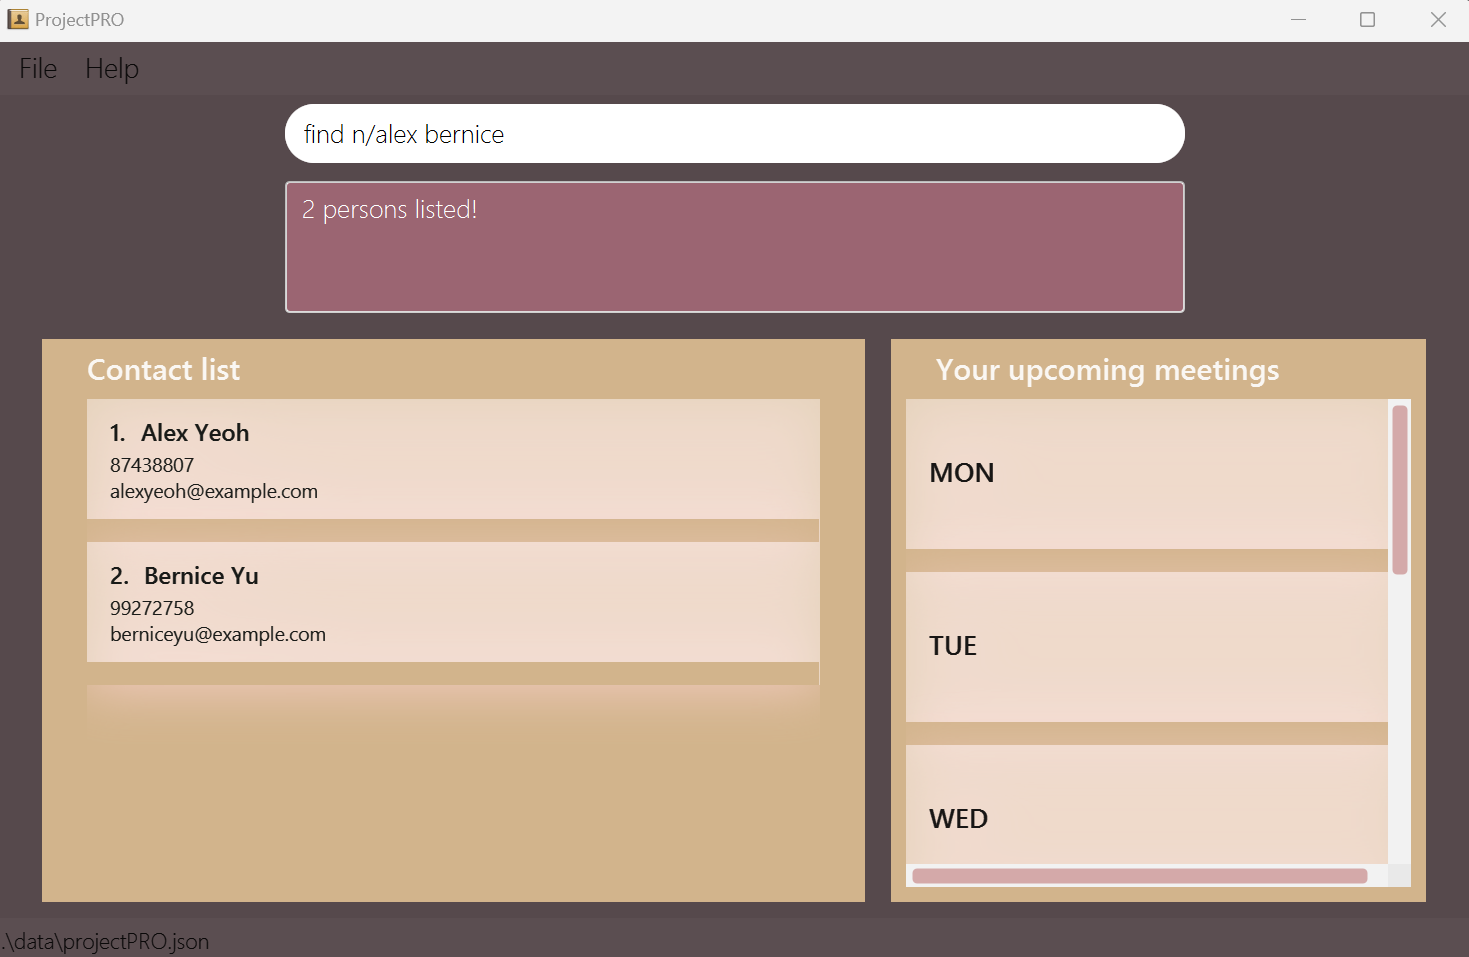 ProjectPRO
File Help
find n/alex bernice
2 persons listed!
Contact list
1. Alex Yeoh
87438807
alexyeoh@example.com
2. Bernice Yu
99272758
berniceyu@example.com
Your upcoming meetings
MON
TUE
WED
.\data\projectPRO.json